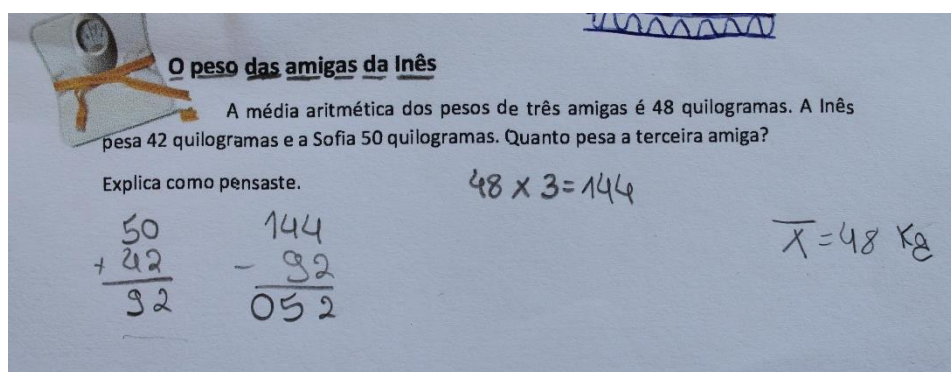 O peso das amigas da Inês
A média aritmética dos pesos de três amigas é 48 quilogramas. A Inês
pesa 42 quilogramas e a Sofia 50 quilogramas. Quanto pesa a terceira amiga?
Explica como pensaste.
48 x 3 = 144
50
+ 42
92
144
- 92
052
x̅ = 48 Kg